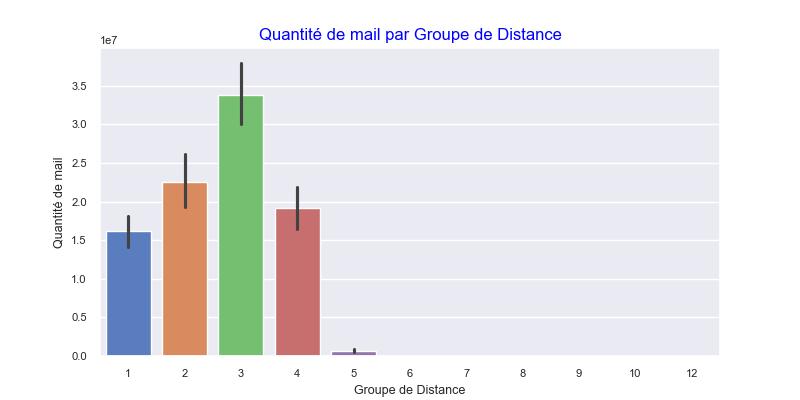 Quantité de mail par Groupe de Distance
1e7
3.5
3.0
2.5
2.0
1.5
1.0
0.5
0.0
Quantité de mail
1 2 3 4 5 6 7 8 9 10 12
Groupe de Distance